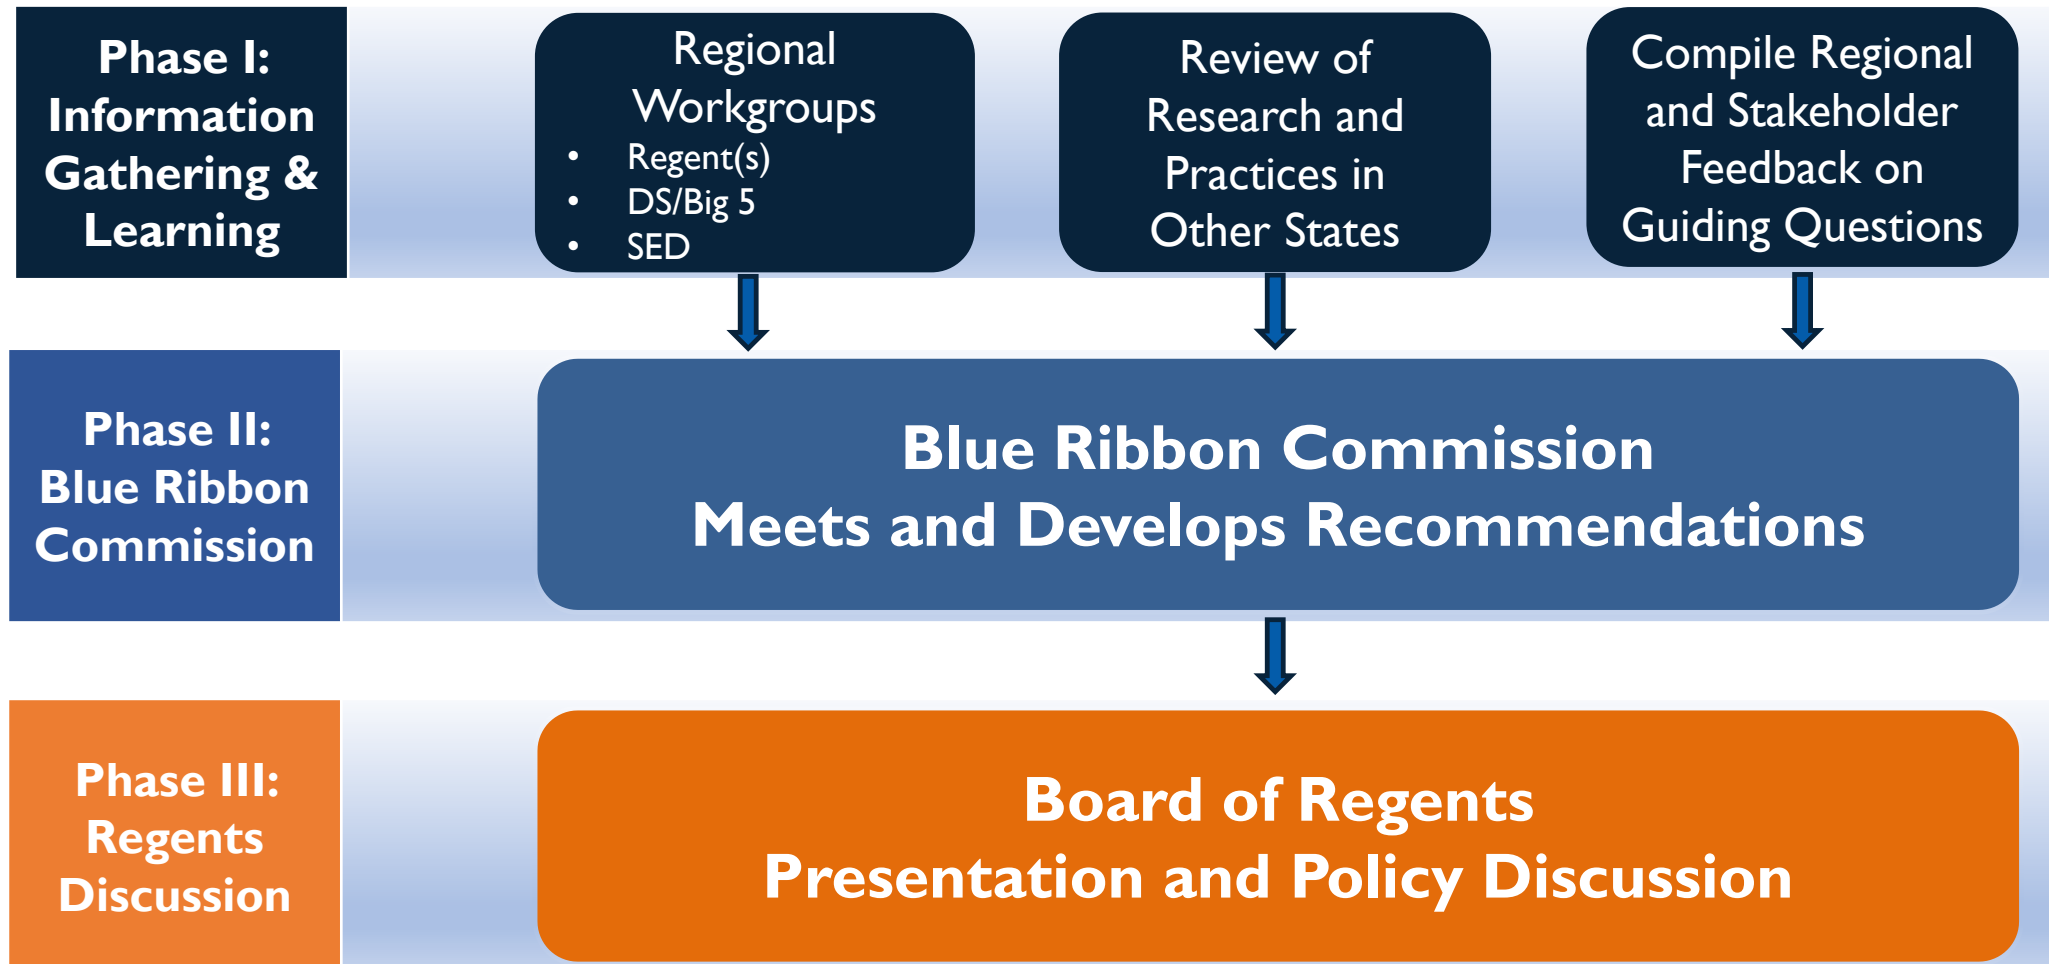 Phase I:
Information
Gathering &
Learning
Regional
Workgroups
• Regent(s)
• DS/Big 5
• SED
Review of
Research and
Practices in
Other States
Compile Regional
and Stakeholder
Feedback on
Guiding Questions
Phase II:
Blue Ribbon
Commission
Blue Ribbon Commission
Meets and Develops Recommendations
Phase III:
Regents
Discussion
Board of Regents
Presentation and Policy Discussion